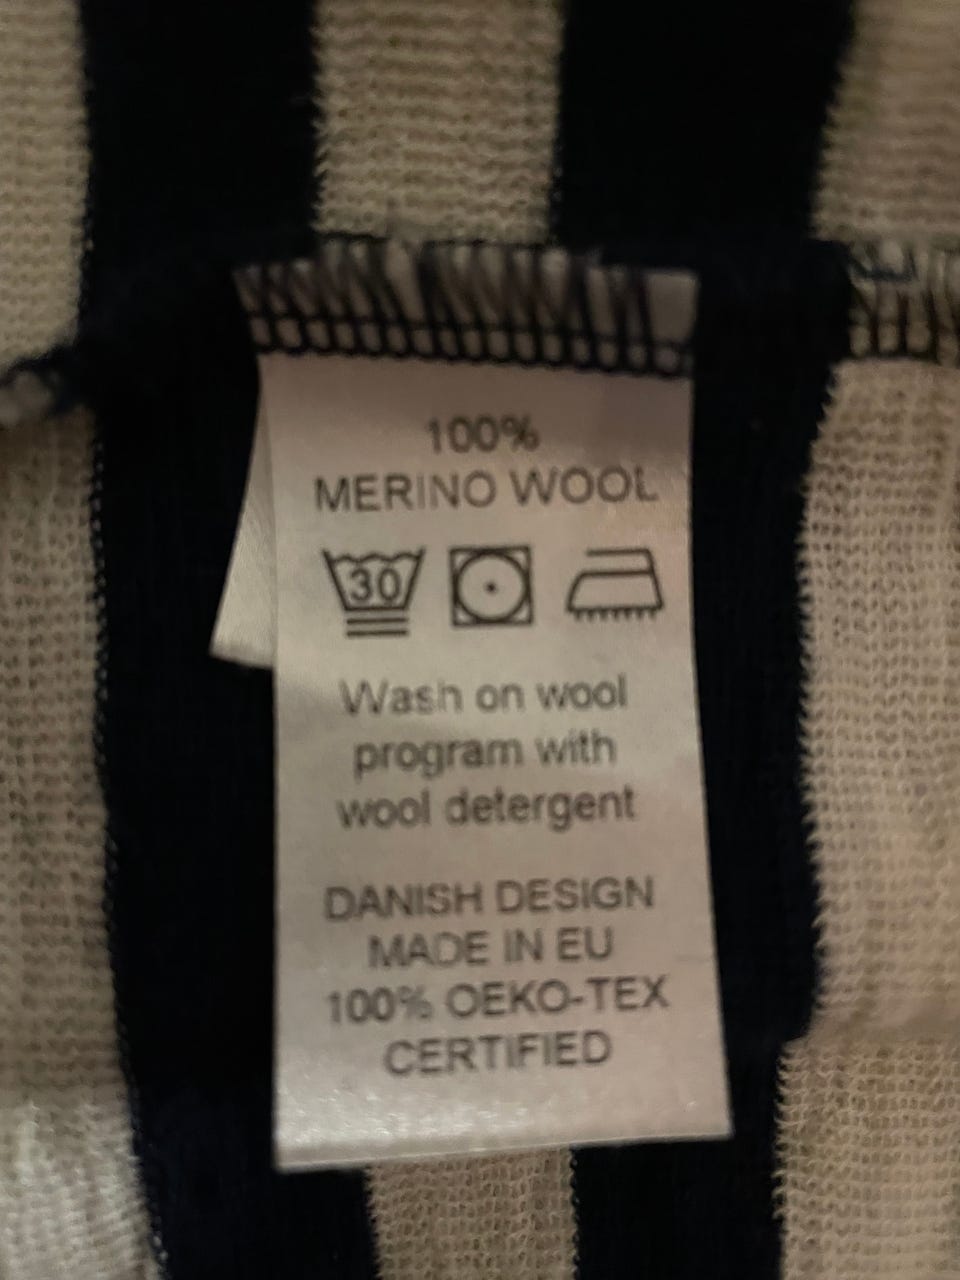 100%
MERINO WOOL
30
Wash on wool
program with
wool detergent
DANISH DESIGN
MADE IN EU
100% OEKO-TEX
CERTIFIED